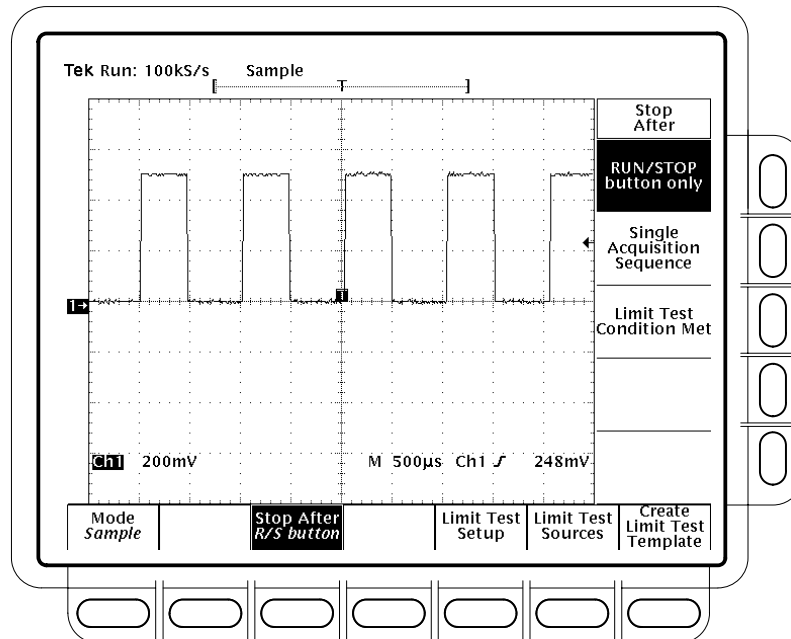 Tek Run: 100kS/s Sample
T
Stop
After
RUN/STOP
button only
Single
Acquisition
Sequence
Limit Test
Condition Met
T
1→
Ch1 200mV M 500µs Ch1 248mV
Mode
Sample
Stop After
R/S button
Limit Test
Setup
Limit Test
Sources
Create
Limit Test
Template